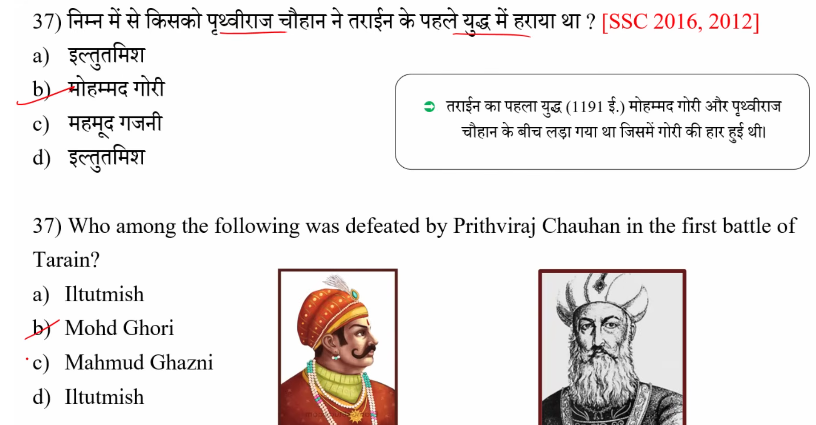 37) निम्न में से किसको पृथ्वीराज चौहान ने तराईन के पहले युद्ध में हराया था ? [SSC 2016, 2012]
a) इल्तुतमिश
b) मोहम्मद गोरी
c) महमूद गजनी
d) इल्तुतमिश
तराईन का पहला युद्ध (1191 ई.) मोहम्मद गोरी और पृथ्वीराज
चौहान के बीच लड़ा गया था जिसमें गोरी की हार हुई थी।
37) Who among the following was defeated by Prithviraj Chauhan in the first battle of
Tarain?
a) Iltutmish
b) Mohd Ghori
c) Mahmud Ghazni
d) Iltutmish